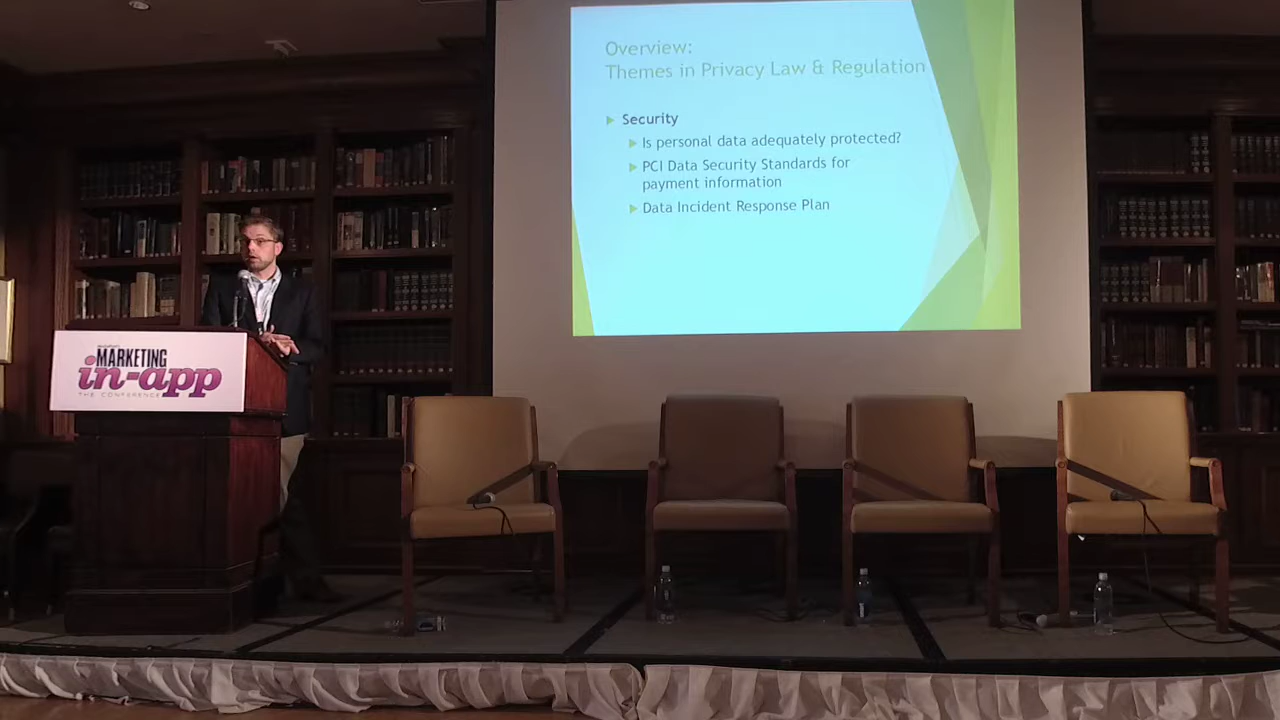 Overview:
Themes in Privacy Law & Regulation
Security
Is personal data adequately protected?
PCI Data Security Standards for
payment information
Data Incident Response Plan
MARKETING
in-app
THE CONFERENCE